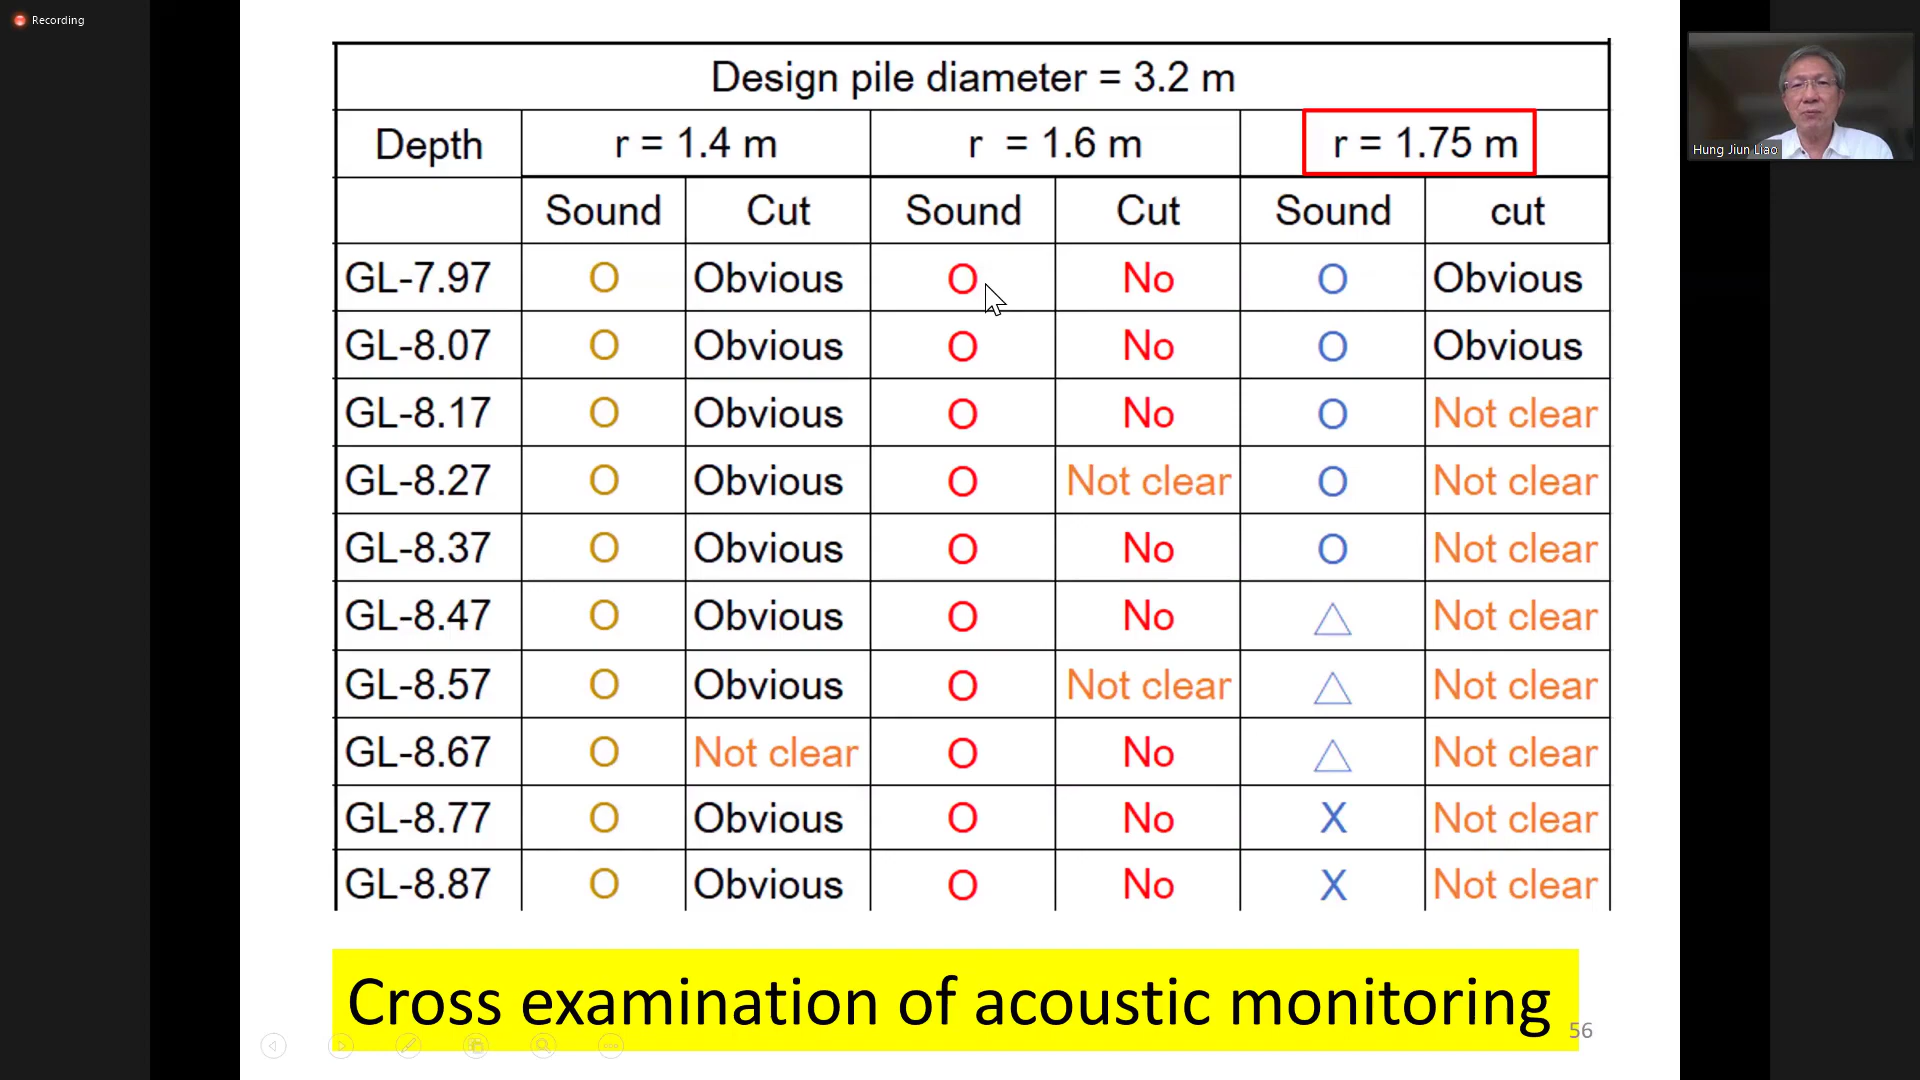 Recording
Design pile diameter = 3.2 m
Depth r = 1.4 m r = 1.6 m r = 1.75 m
Sound Cut Sound Cut Sound cut
GL-7.97 O Obvious O No O Obvious
GL-8.07 O Obvious O No O Obvious
GL-8.17 O Obvious O No O Not clear
GL-8.27 O Obvious O Not clear O Not clear
GL-8.37 O Obvious O No O Not clear
GL-8.47 O Obvious O No △ Not clear
GL-8.57 O Obvious O Not clear △ Not clear
GL-8.67 O Not clear O No △ Not clear
GL-8.77 O Obvious O No X Not clear
GL-8.87 O Obvious O No X Not clear
Cross examination of acoustic monitoring
56
Hung Jiun Liao